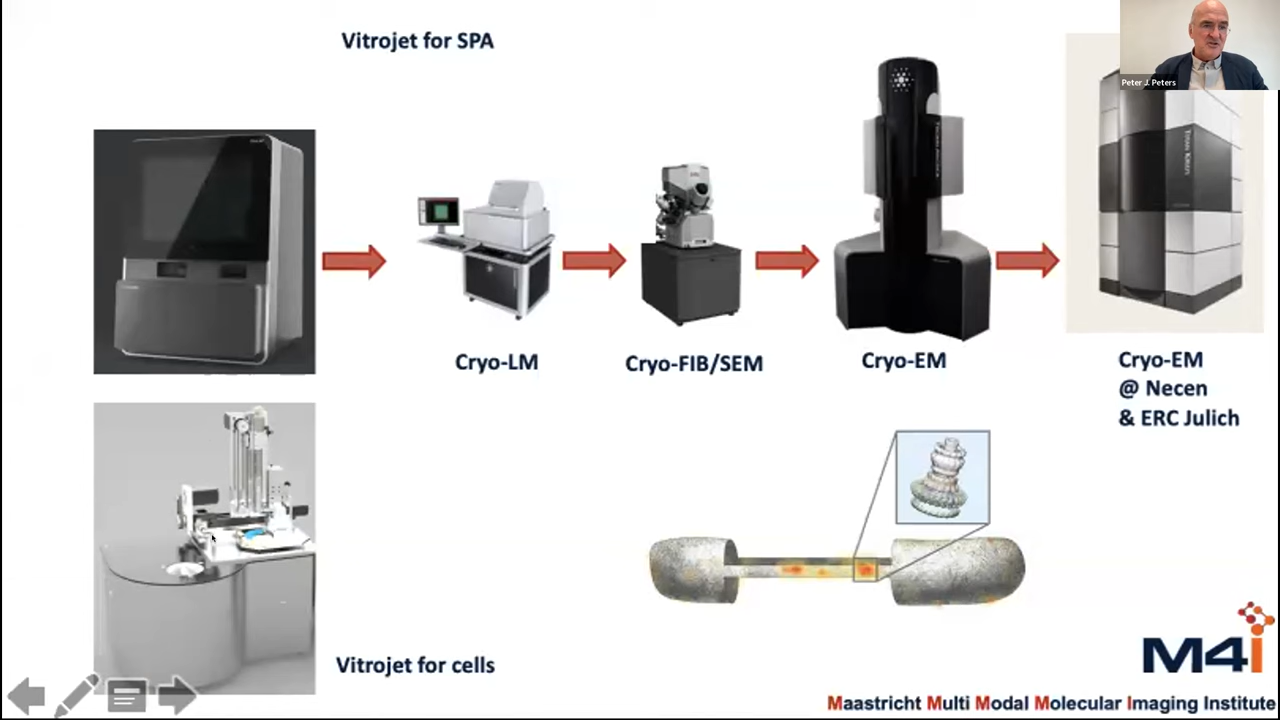 Vitrojet for SPA
Peter J. Peters
Cryo-LM
Cryo-FIB/SEM
Cryo-EM
Cryo-EM
@ Necen
& ERC Julich
Vitrojet for cells
M4i
Maastricht Multi Modal Molecular Imaging Institute